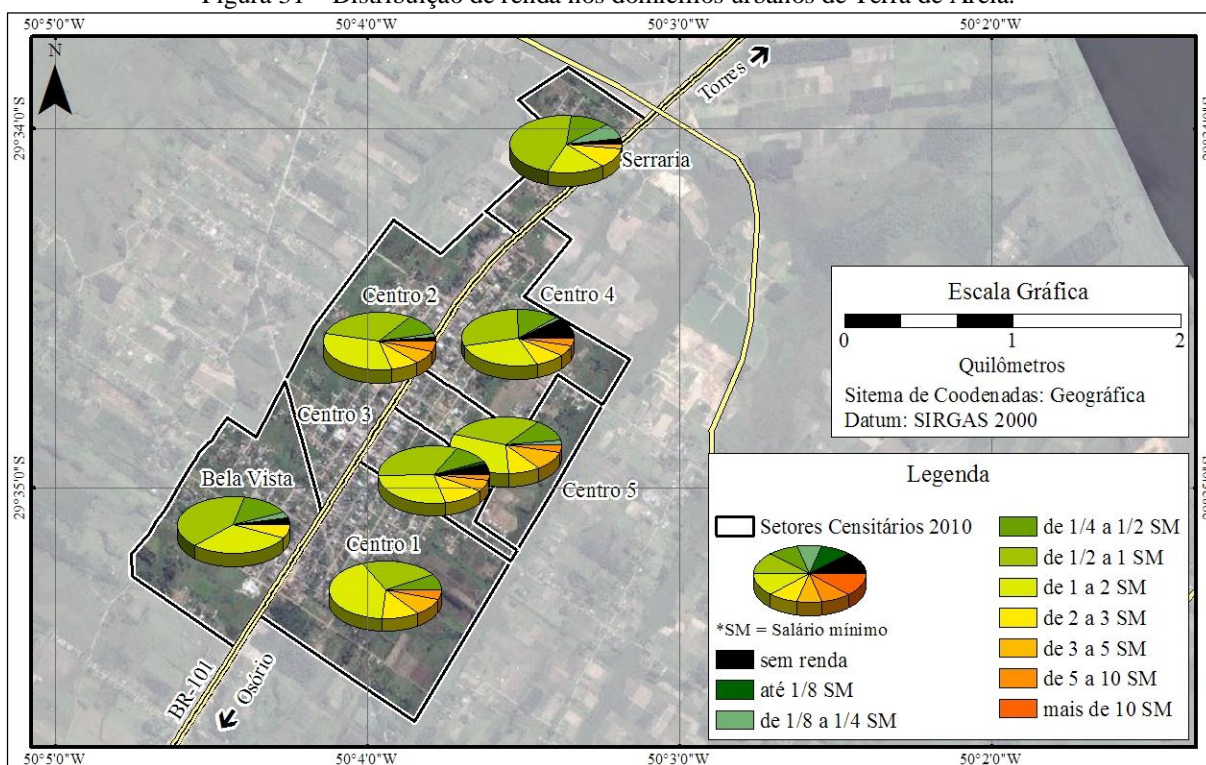 Figura 31 – Distribuição de renda nos domicílios urbanos de Terra de Areia.
50°5'0"W 50°4'0"W 50°3'0"W 50°2'0"W
N
Torres
29°34'0"S
29°34'0"S
Serraria
Centro 2
Centro 4
Escala Gráfica
0 1 2
Quilômetros
Sitema de Coodenadas: Geográfica
Datum: SIRGAS 2000
Centro 3
Bela Vista
29°35'0"S
29°35'0"S
Centro 5
Centro 1
BR-101
Osório
Legenda
Setores Censitários 2010
*SM = Salário mínimo
sem renda
até 1/8 SM
de 1/8 a 1/4 SM
de 1/4 a 1/2 SM
de 1/2 a 1 SM
de 1 a 2 SM
de 2 a 3 SM
de 3 a 5 SM
de 5 a 10 SM
mais de 10 SM
50°5'0"W 50°4'0"W 50°3'0"W 50°2'0"W